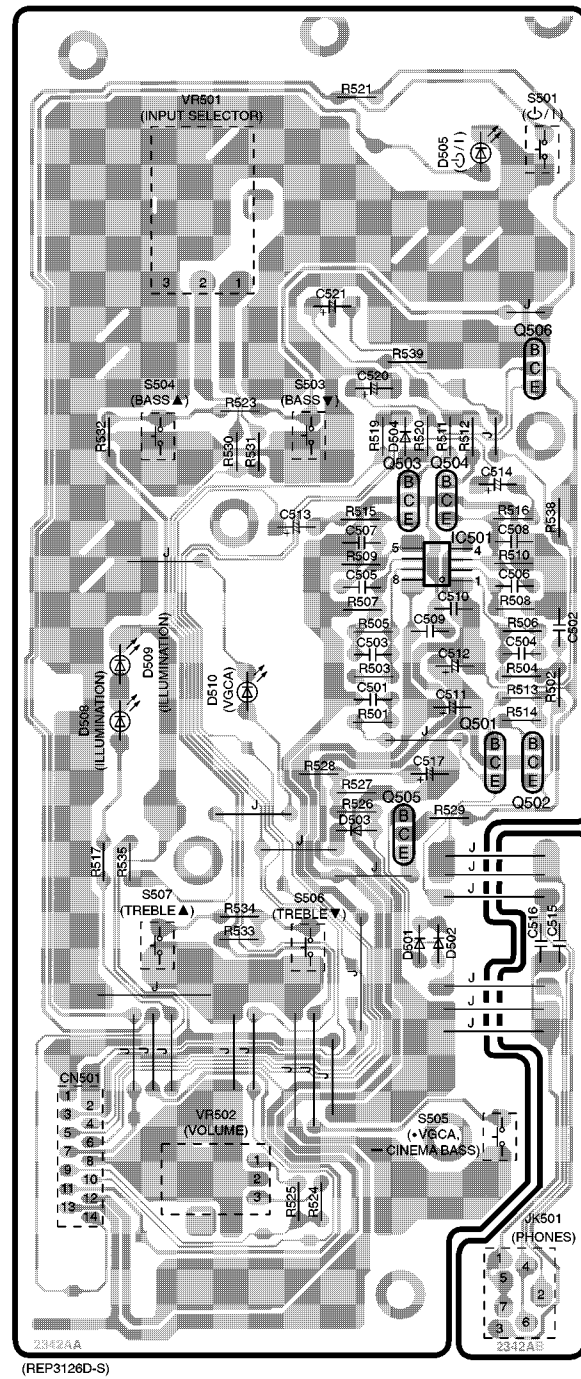 R521
VR501
(INPUT SELECTOR)
S501
(⏻/I)
D505
(⏻/I)
3 2 1
C521
J
Q506
B
C
E
R539
C520
S504
(BASS▲)
R523
S503
(BASS▼)
R532
R530
R531
R519
D504
R520
R511
R512
J
Q503
Q504
B
C
E
B
C
E
C514
C513
R515
R516
R538
C507
IC501
C508
J
5
4
R509
R510
8
1
C505
C506
R507
C510
R508
R505
C509
R506
C502
C503
C504
D509
(ILLUMINATION)
D510
(VGCA)
R503
C512
R504
R502
C501
R513
D508
(ILLUMINATION)
C511
R501
R514
J
Q501
B
C
E
B
C
E
Q502
R528
C517
R527
R526
Q505
B
C
E
R529
D503
J
J
R517
R535
J
J
J
S507
(TREBLE▲)
R534
S506
(TREBLE▼)
R533
J
D501
D502
C516
C515
J
J
J
J
J
J
J
J
J
J
J
J
J
CN501
1
2
3
4
5
6
7
8
9
10
11
12
13
14
VR502
(VOLUME)
1
2
3
R525
R524
S505
(•VGCA,
━CINEMA BASS)
JK501
(PHONES)
1
4
5
2
7
6
3
2342AA
2342AB
(REP3126D-S)